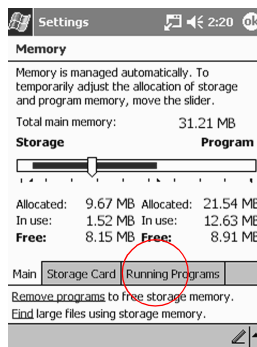 Settings 2:20 ok
Memory
Memory is managed automatically. To
temporarily adjust the allocation of storage
and program memory, move the slider.
Total main memory: 31.21 MB
Storage Program
Allocated: 9.67 MB Allocated: 21.54 MB
In use: 1.52 MB In use: 12.63 MB
Free: 8.15 MB Free: 8.91 MB
Main Storage Card Running Programs
Remove programs to free storage memory.
Find large files using storage memory.